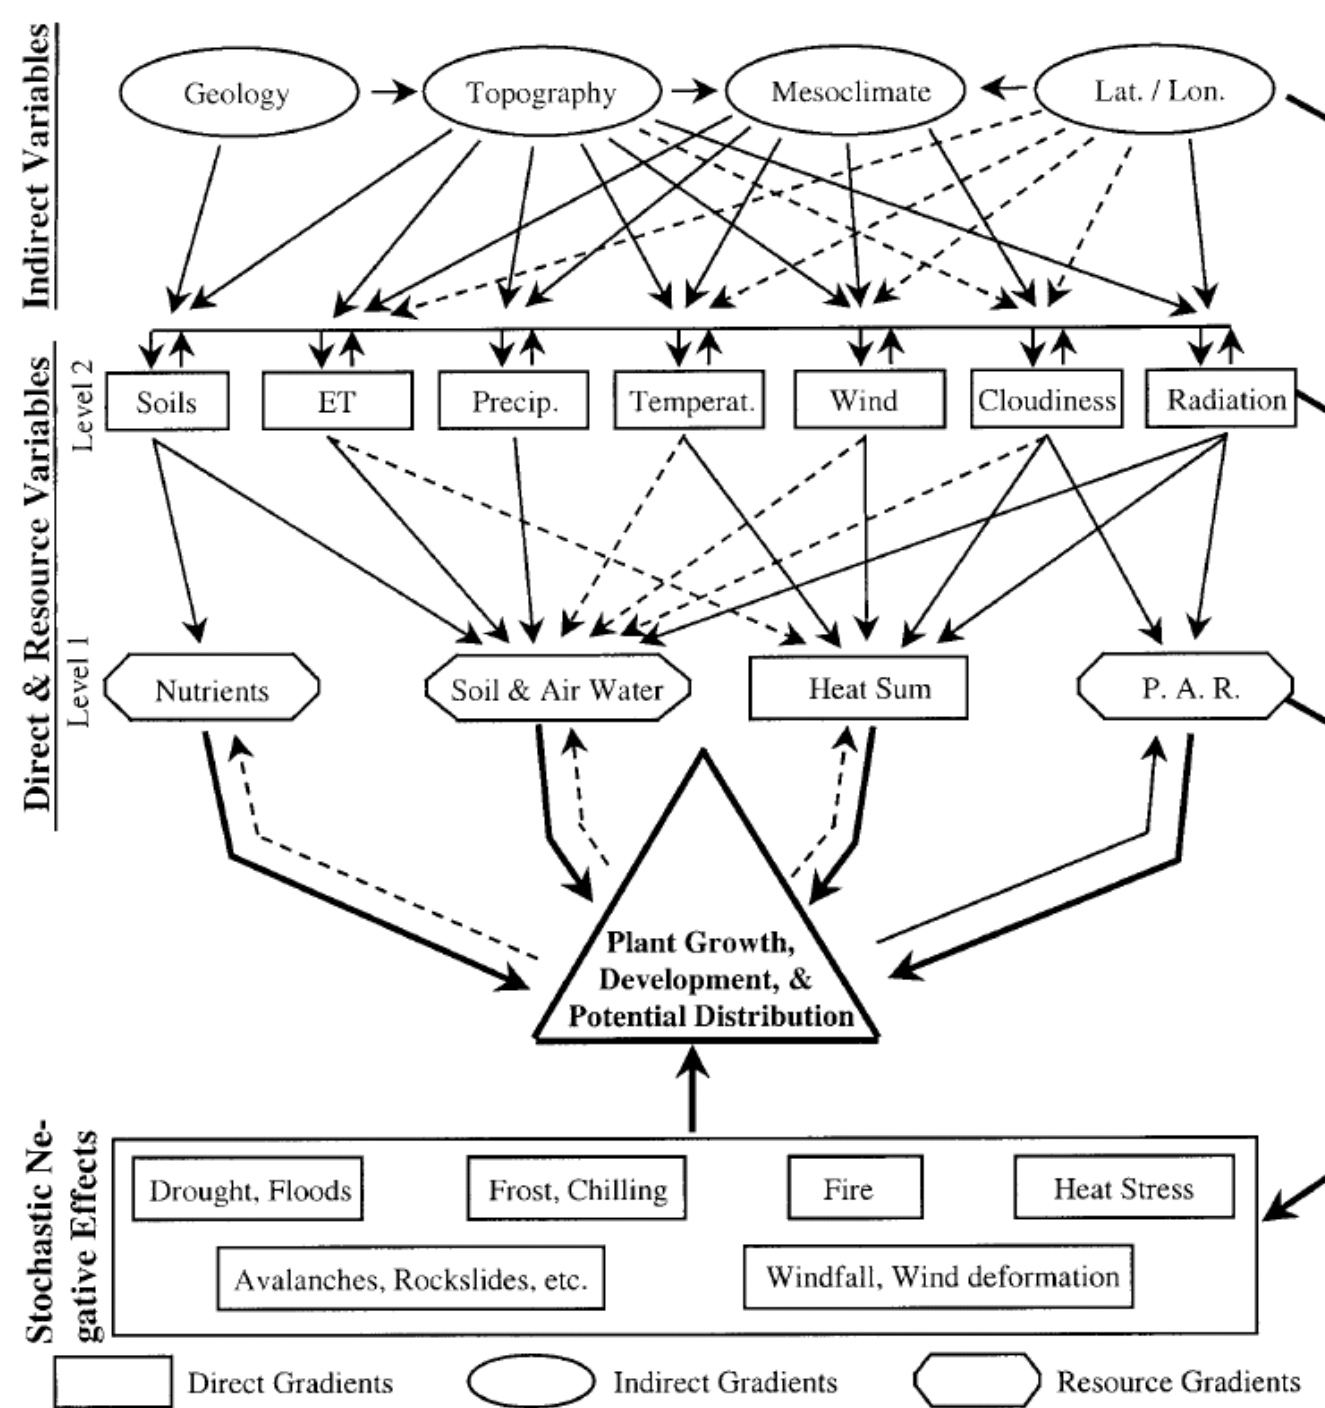 Indirect Variables
Geology
Topography
Mesoclimate
Lat. / Lon.
Direct & Resource Variables
Level 2
Soils
ET
Precip.
Temperat.
Wind
Cloudiness
Radiation
Level 1
Nutrients
Soil & Air Water
Heat Sum
P. A. R.
Plant Growth,
Development, &
Potential Distribution
Stochastic Ne-
gative Effects
Drought, Floods
Frost, Chilling
Fire
Heat Stress
Avalanches, Rockslides, etc.
Windfall, Wind deformation
Direct Gradients
Indirect Gradients
Resource Gradients